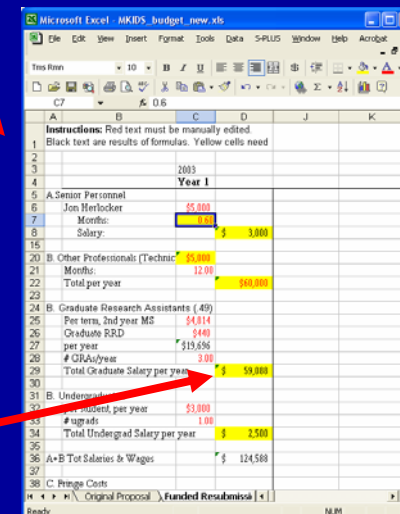 Microsoft Excel - MKIDS_budget_new.xls
File Edit View Insert Format Tools Data S-PLUS Window Help Acrobat
Tms Rmn 10 B I U
C7 fx 0.6
A B C D J K
1 Instructions: Red text must be manually edited.
Black text are results of formulas. Yellow cells need
2
3 2003
4 Year 1
5 A.Senior Personnel
6 Jon Herlocker $5,000
7 Months: 0.60
8 Salary: $ 3,000
15
20 B. Other Professionals (Technic $5,000
21 Months: 12.00
22 Total per year $60,000
23
24 B. Graduate Research Assistants (.49)
25 Per term, 2nd year MS $4,014
26 Graduate RRD $440
27 per year $19,696
28 # GRAs/year 3.00
29 Total Graduate Salary per year $ 59,088
30
31 B. Undergradu
32 per student, per year $3,000
33 # ugrads 1.00
34 Total Undergrad Salary per year $ 2,500
35
36 A+B Tot Salaries & Wages $ 124,588
37
38 C. Fringe Costs
Original Proposal Funded Resubmissi
Ready NUM